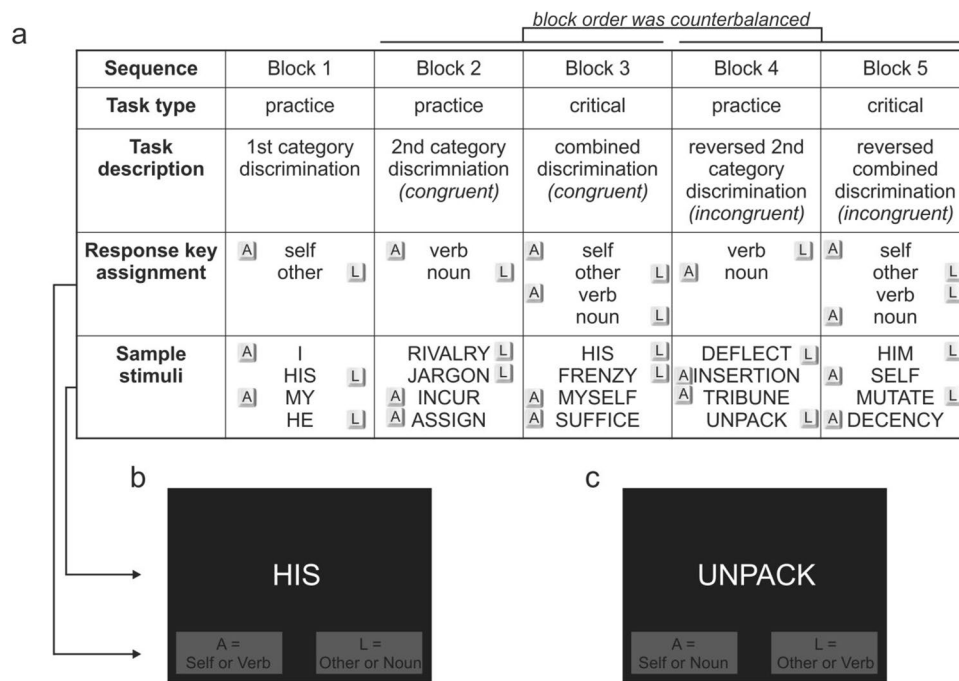 block order was counterbalanced
a
Sequence Block 1 Block 2 Block 3 Block 4 Block 5
Task type practice practice critical practice critical
Task 1st category 2nd category combined reversed 2nd reversed
description discrimination discrimniation discrimination category combined
(congruent) (congruent) discrimination discrimination
(incongruent) (incongruent)
Response key A self A verb A self verb L A self
assignment other L noun L other L A noun other L
A verb verb L
noun L A noun
Sample A I RIVALRY L HIS L DEFLECT L HIM L
stimuli HIS L JARGON L FRENZY L A INSERTION A SELF
A MY A INCUR A MYSELF A TRIBUNE MUTATE L
HE L A ASSIGN A SUFFICE UNPACK L A DECENCY
b c
HIS UNPACK
A = L = A = L =
Self or Verb Other or Noun Self or Noun Other or Verb